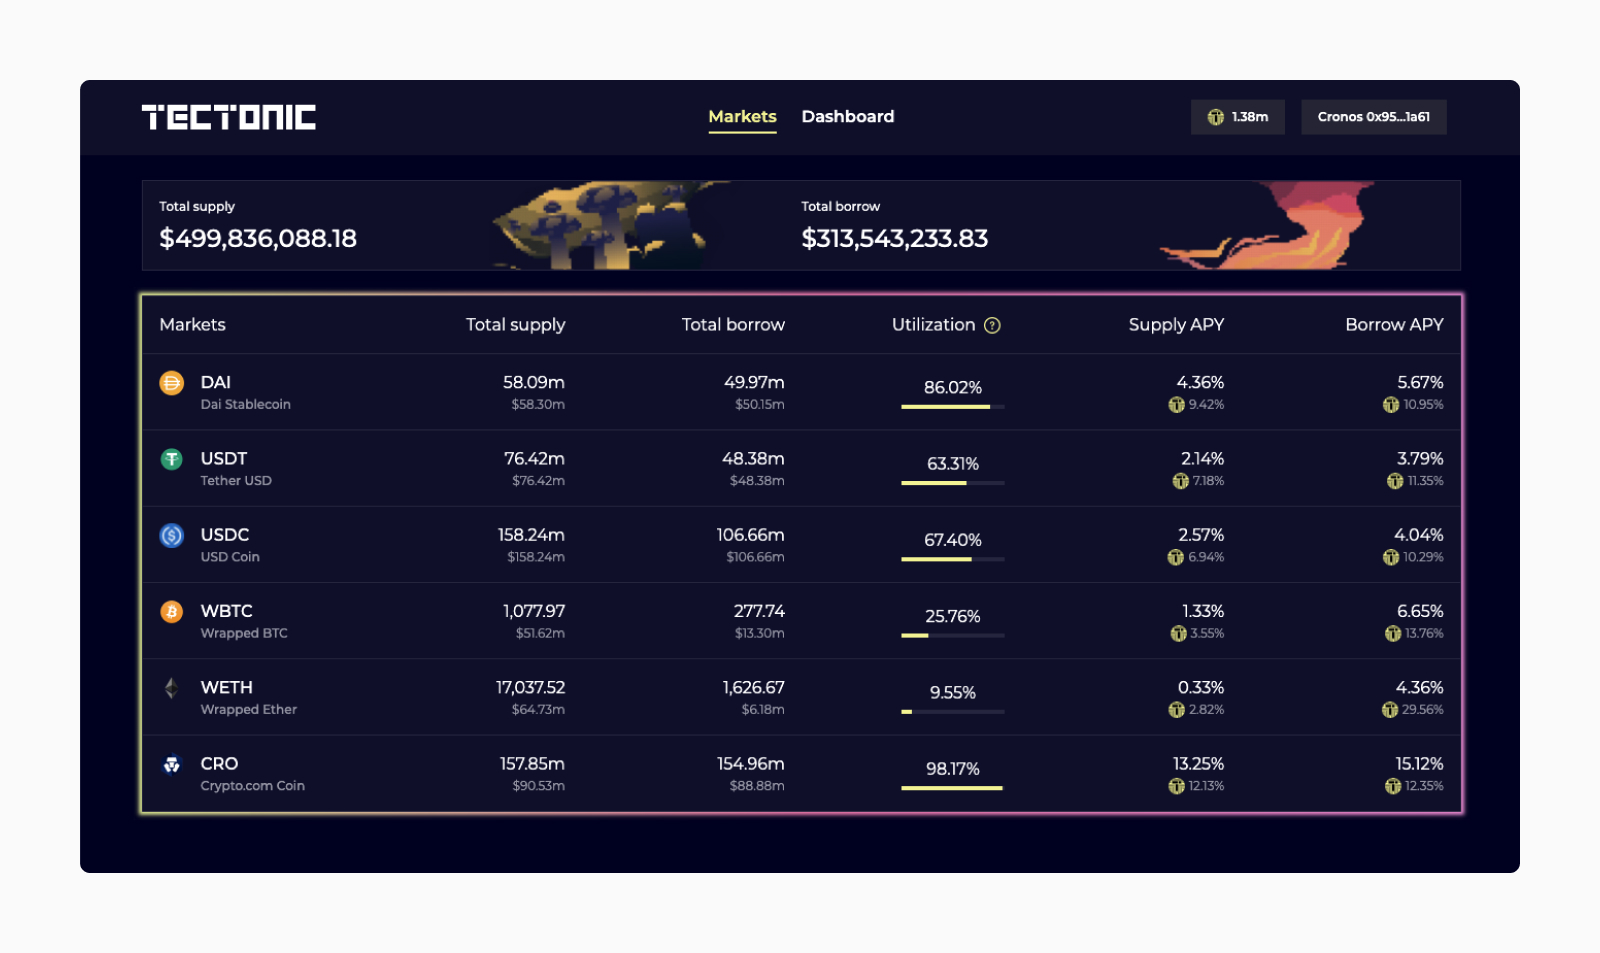 TECTONIC
Markets Dashboard
1.38m
Cronos 0x95...1a61
Total supply
$499,836,088.18
Total borrow
$313,543,233.83
Markets Total supply Total borrow Utilization ? Supply APY Borrow APY
DAI 58.09m 49.97m 86.02% 4.36% 5.67%
Dai Stablecoin $58.30m $50.15m 9.42% 10.95%
USDT 76.42m 48.38m 63.31% 2.14% 3.79%
Tether USD $76.42m $48.38m 7.18% 11.35%
USDC 158.24m 106.66m 67.40% 2.57% 4.04%
USD Coin $158.24m $106.66m 6.94% 10.29%
WBTC 1,077.97 277.74 25.76% 1.33% 6.65%
Wrapped BTC $51.62m $13.30m 3.55% 13.76%
WETH 17,037.52 1,626.67 9.55% 0.33% 4.36%
Wrapped Ether $64.73m $6.18m 2.82% 29.56%
CRO 157.85m 154.96m 98.17% 13.25% 15.12%
Crypto.com Coin $90.53m $88.88m 12.13% 12.35%